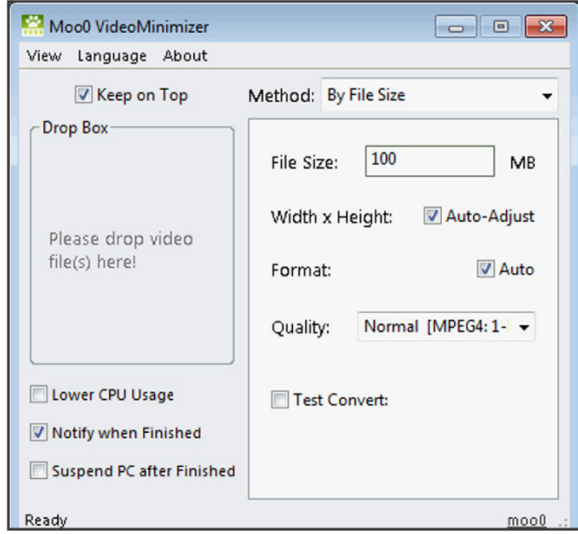 Moo0 VideoMinimizer
View Language About
Keep on Top
Method: By File Size
Drop Box
Please drop video
file(s) here!
File Size: 100 MB
Width x Height: Auto-Adjust
Format: Auto
Quality: Normal [MPEG4: 1-
Test Convert:
Lower CPU Usage
Notify when Finished
Suspend PC after Finished
Ready
moo0